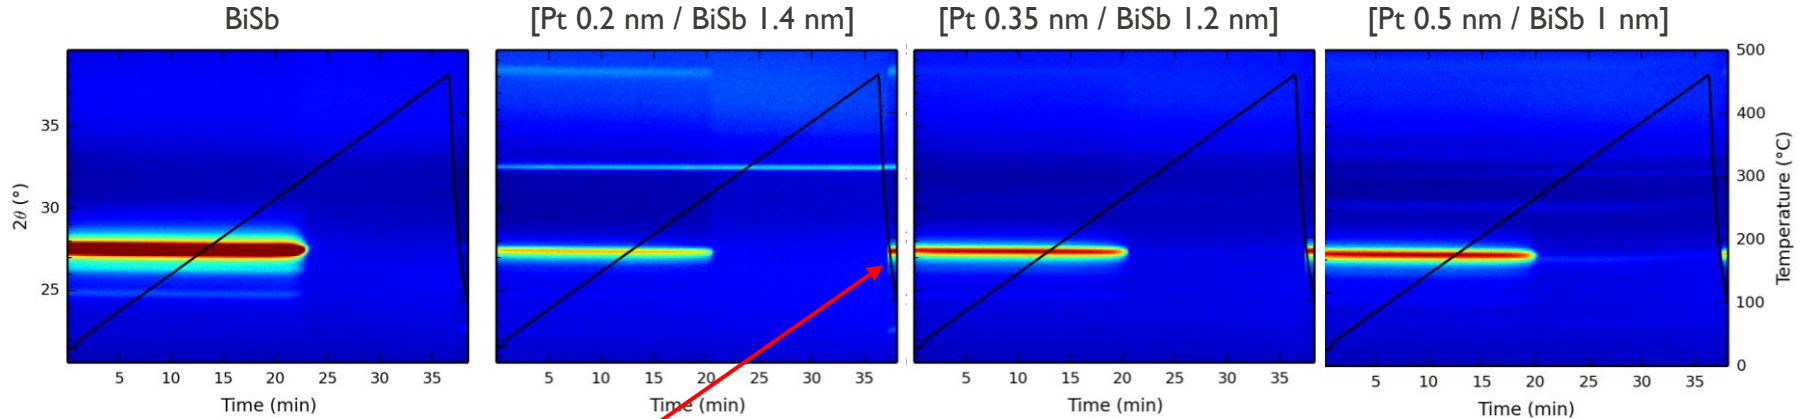 BiSb
[Pt 0.2 nm / BiSb 1.4 nm]
[Pt 0.35 nm / BiSb 1.2 nm]
[Pt 0.5 nm / BiSb 1 nm]
2θ (°)
35
30
25
5 10 15 20 25 30 35
Time (min)
5 10 15 20 25 30 35
Time (min)
5 10 15 20 25 30 35
Time (min)
5 10 15 20 25 30 35
Time (min)
500
400
300
200
100
0
Temperature (°C)